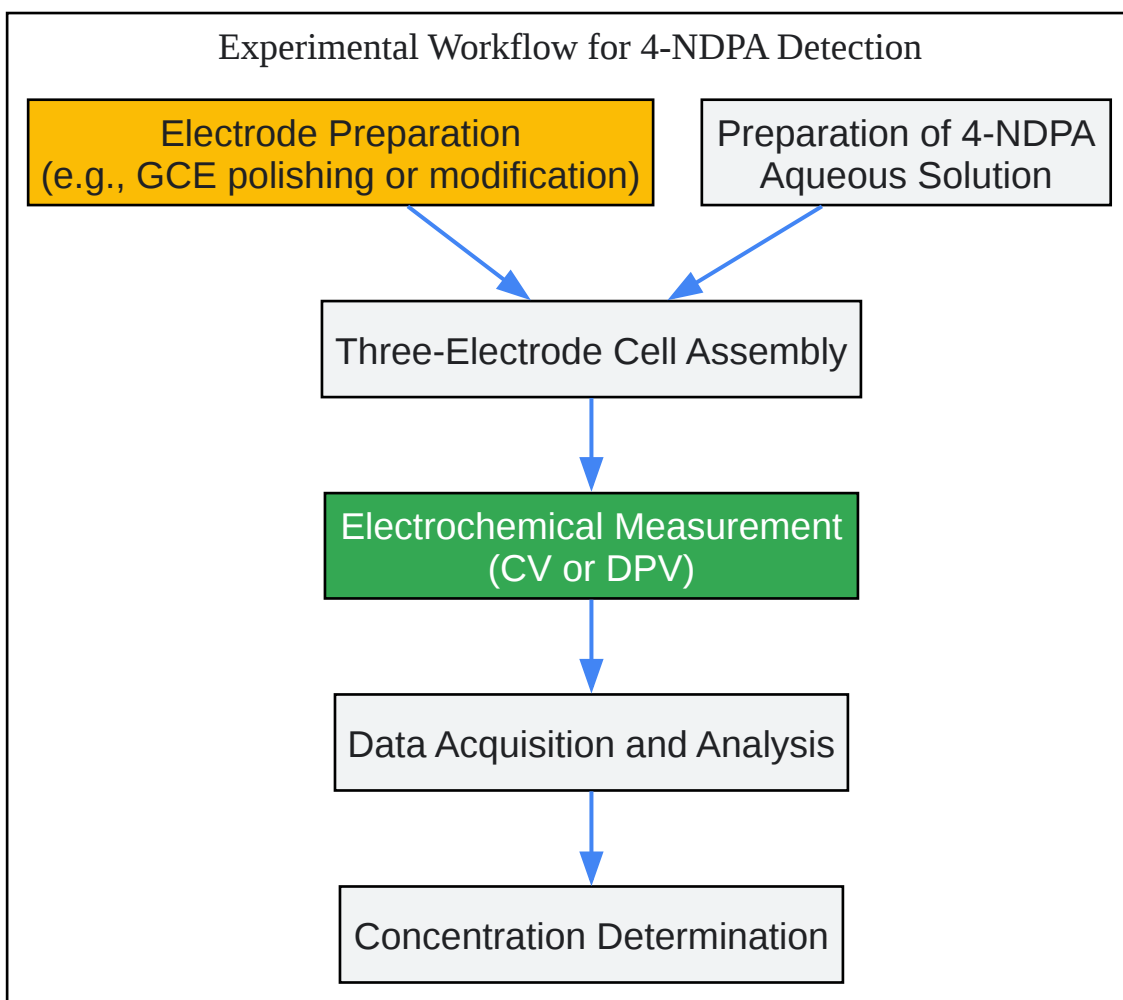 Experimental Workflow for 4-NDPA Detection
Electrode Preparation
(e.g., GCE polishing or modification)
Preparation of 4-NDPA
Aqueous Solution
Three-Electrode Cell Assembly
Electrochemical Measurement
(CV or DPV)
Data Acquisition and Analysis
Concentration Determination